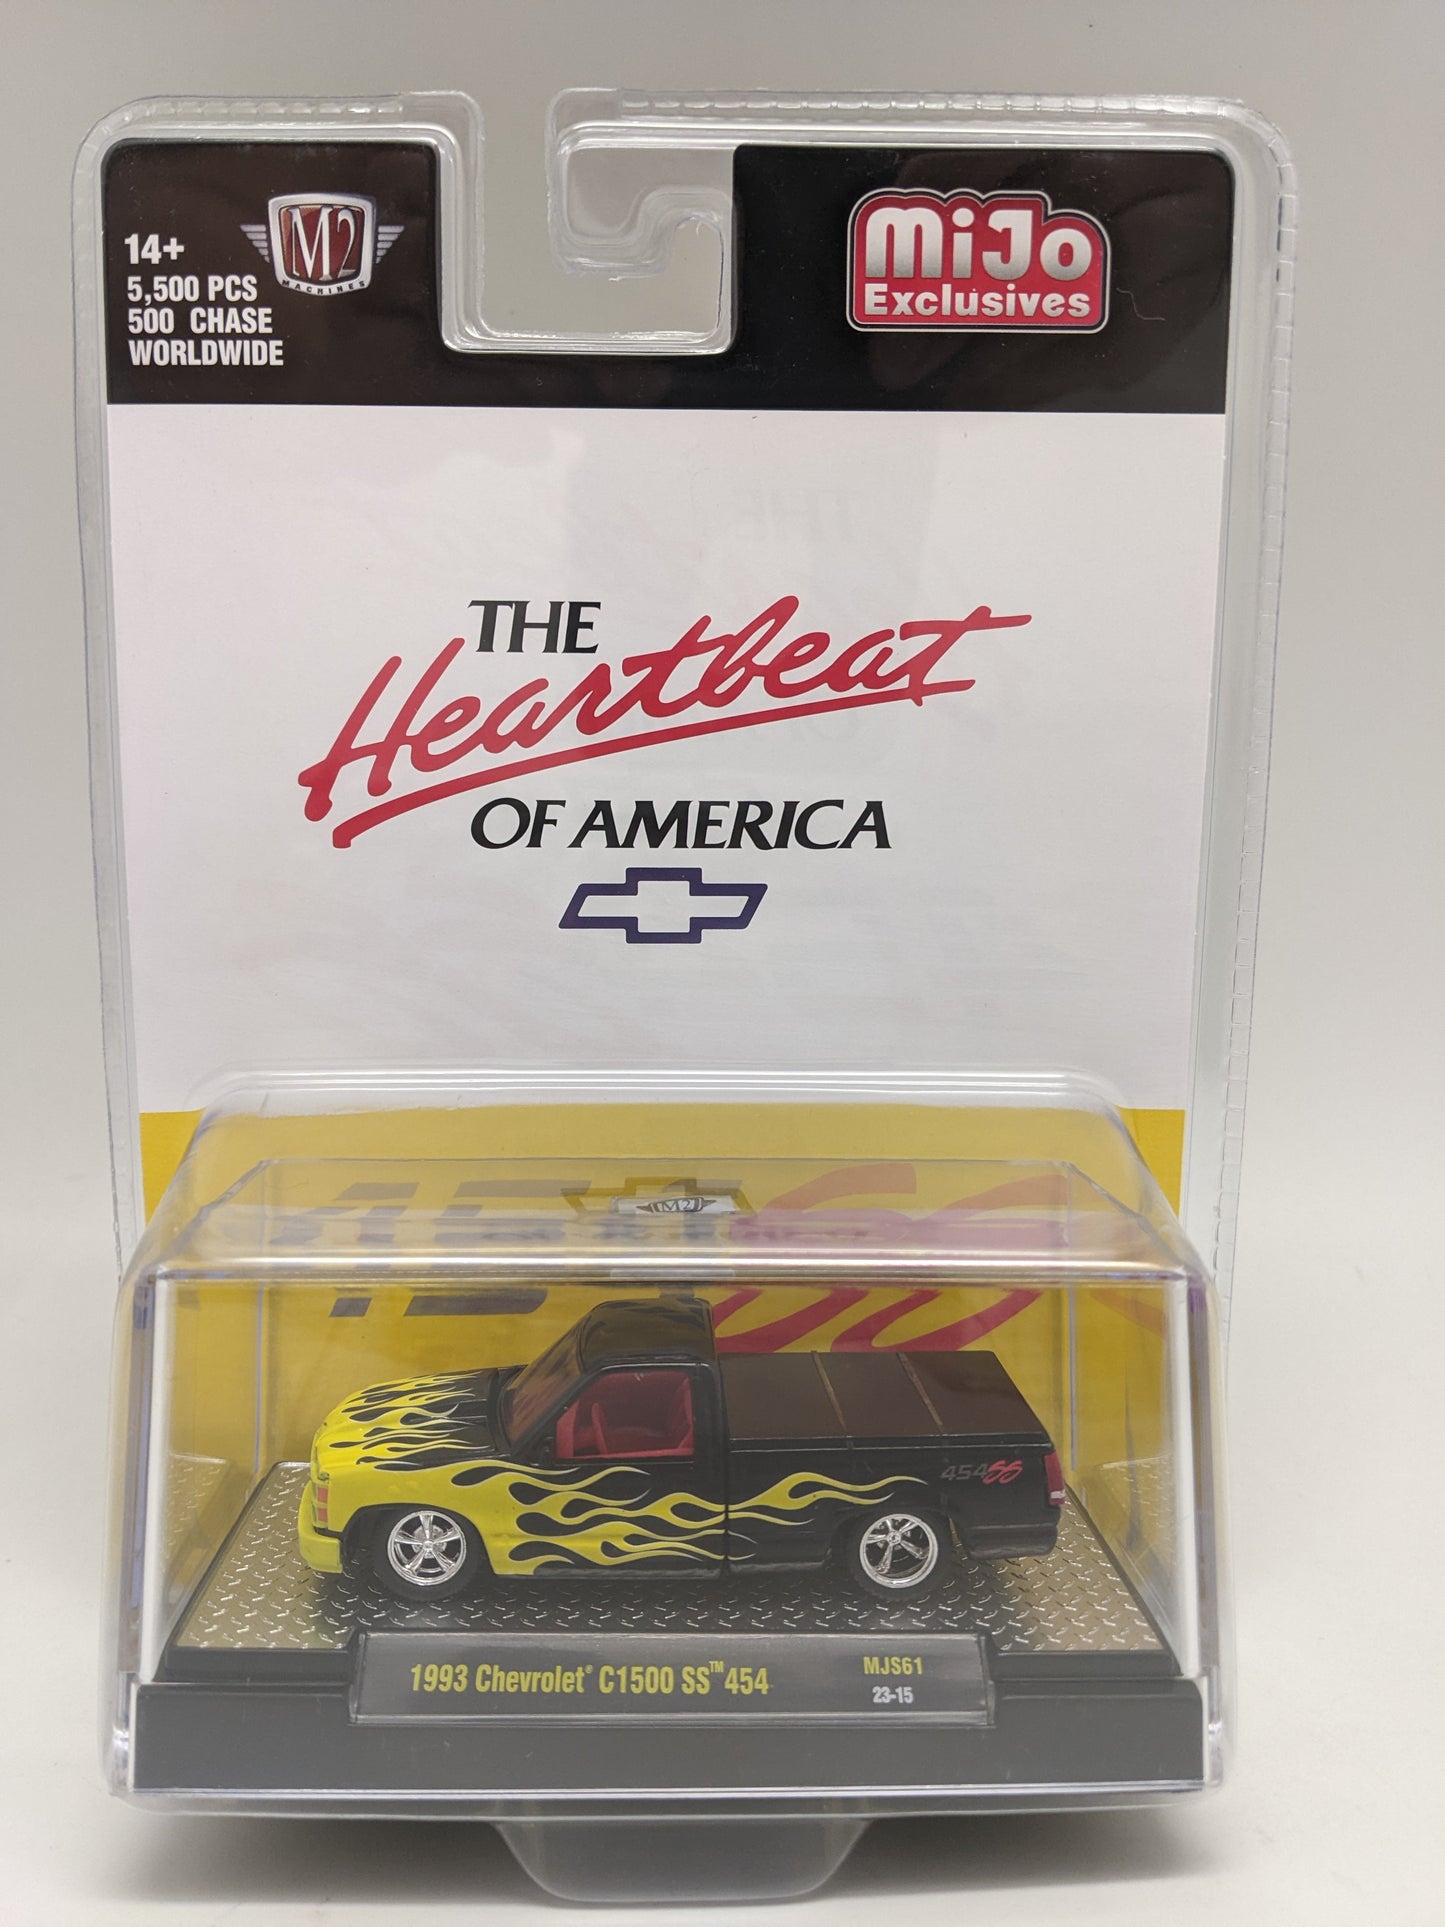 14+
5,500 PCS
500 CHASE
WORLDWIDE
M2
MACHINES
MiJo
Exclusives
THE
Heartbeat
OF AMERICA
M2
454SS
1993 Chevrolet® C1500 SS™ 454
MJS61
23-15